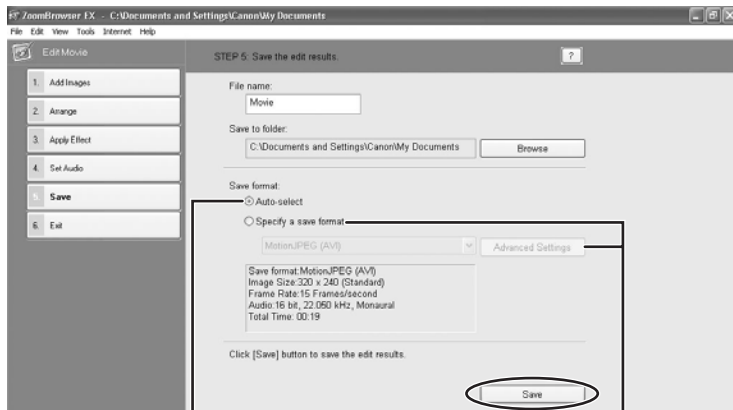 ZoomBrowser EX - C:\Documents and Settings\Canon\My Documents
File Edit View Tools Internet Help
Edit Movie
STEP 5: Save the edit results.
?
1. Add Images
2. Arrange
3. Apply Effect
4. Set Audio
5. Save
6. Exit
File name:
Movie
Save to folder:
C:\Documents and Settings\Canon\My Documents
Browse
Save format:
Auto-select
Specify a save format
MotionJPEG (AVI)
Advanced Settings
Save format:MotionJPEG (AVI)
Image Size:320 x 240 (Standard)
Frame Rate:15 Frames/second
Audio:16 bit, 22.050 kHz, Monaural
Total Time: 00:19
Click [Save] button to save the edit results.
Save